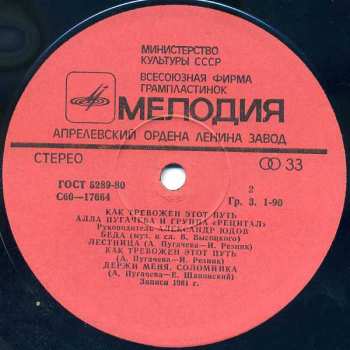 МИНИСТЕРСТВО
КУЛЬТУРЫ СССР
ВСЕСОЮЗНАЯ ФИРМА
ГРАМПЛАСТИНОК
МЕЛОДИЯ
АПРЕЛЕВСКИЙ ОРДЕНА ЛЕНИНА ЗАВОД
СТЕРЕО
33
ГОСТ 5289-80
2
С60—17664
Гр. 3. 1-90
КАК ТРЕВОЖЕН ЭТОТ ПУТЬ
АЛЛА ПУГАЧЕВА И ГРУППА «РЕЦИТАЛ»
Руководитель АЛЕКСАНДР ЮДОВ
БЕДА (муз. и сл. В. Высоцкого)
ЛЕСТНИЦА (А. Пугачева—И. Резник)
КАК ТРЕВОЖЕН ЭТОТ ПУТЬ
(А. Пугачева—И. Резник)
ДЕРЖИ МЕНЯ, СОЛОМИНКА
(А. Пугачева—Е. Шановский)
Записи 1981 г.